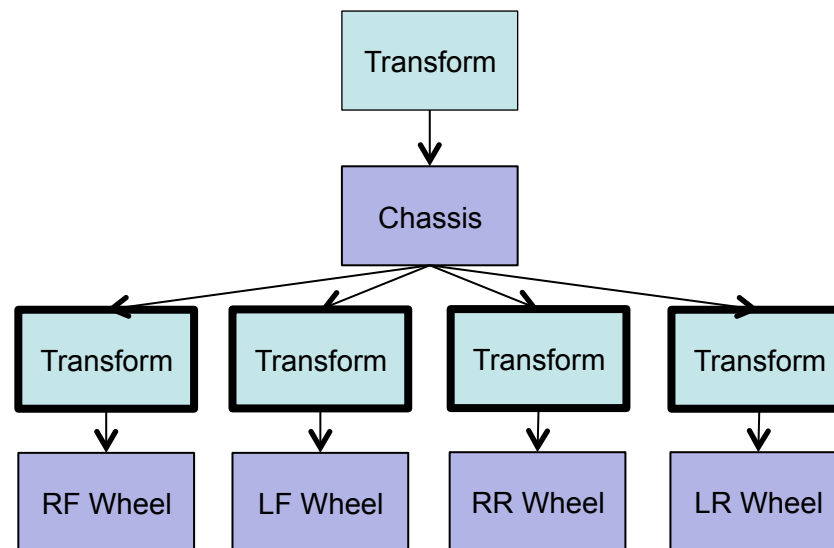 Transform
Chassis
Transform
Transform
Transform
Transform
RF Wheel
LF Wheel
RR Wheel
LR Wheel